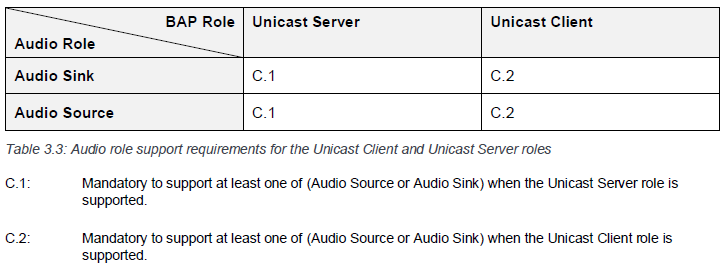 BAP Role Unicast Server Unicast Client
Audio Role
Audio Sink C.1 C.2
Audio Source C.1 C.2
Table 3.3: Audio role support requirements for the Unicast Client and Unicast Server roles
C.1: Mandatory to support at least one of (Audio Source or Audio Sink) when the Unicast Server role is
supported.
C.2: Mandatory to support at least one of (Audio Source or Audio Sink) when the Unicast Client role is
supported.